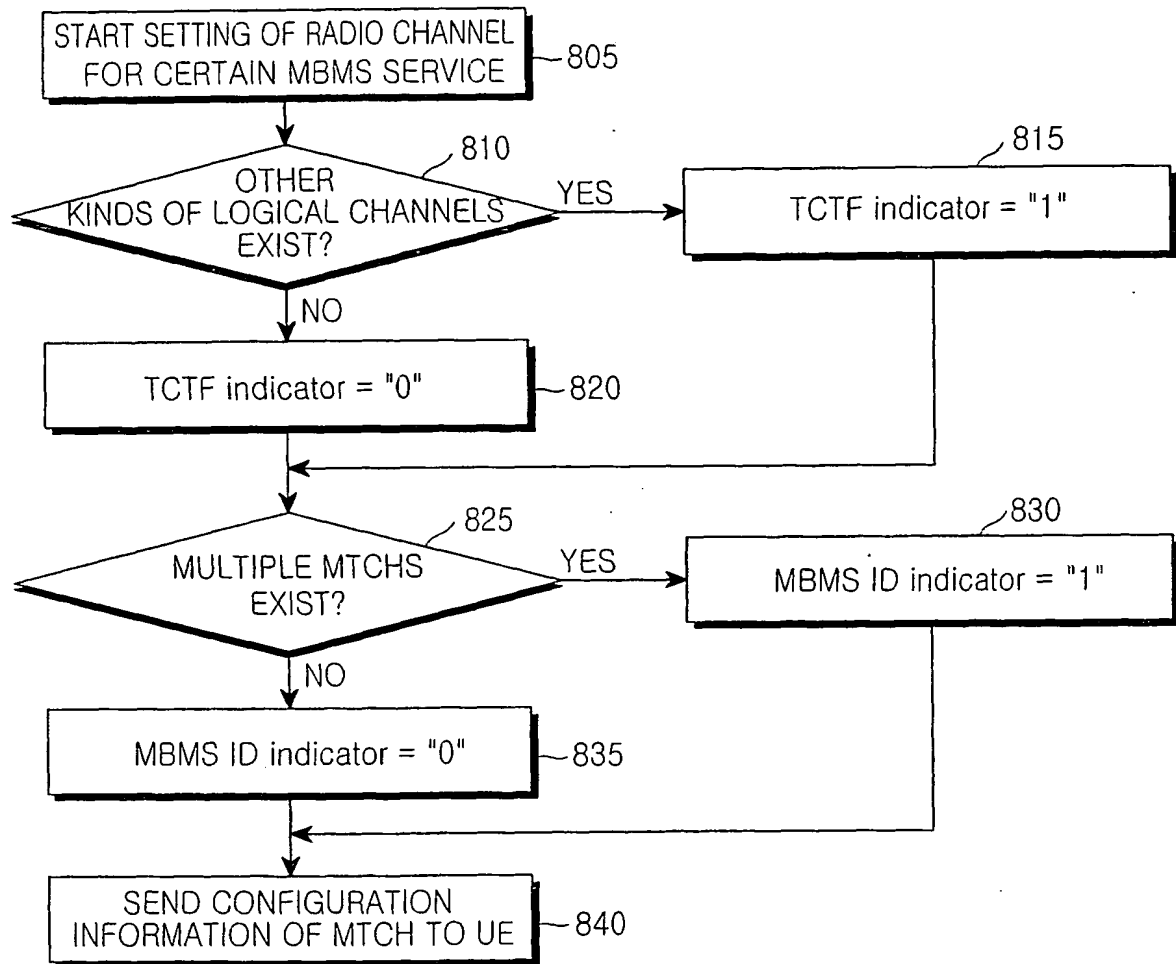 START SETTING OF RADIO CHANNEL
FOR CERTAIN MBMS SERVICE
805
810
OTHER
KINDS OF LOGICAL CHANNELS
EXIST?
YES
815
TCTF indicator = "1"
NO
TCTF indicator = "0"
820
825
MULTIPLE MTCHS
EXIST?
YES
830
MBMS ID indicator = "1"
NO
MBMS ID indicator = "0"
835
SEND CONFIGURATION
INFORMATION OF MTCH TO UE
840